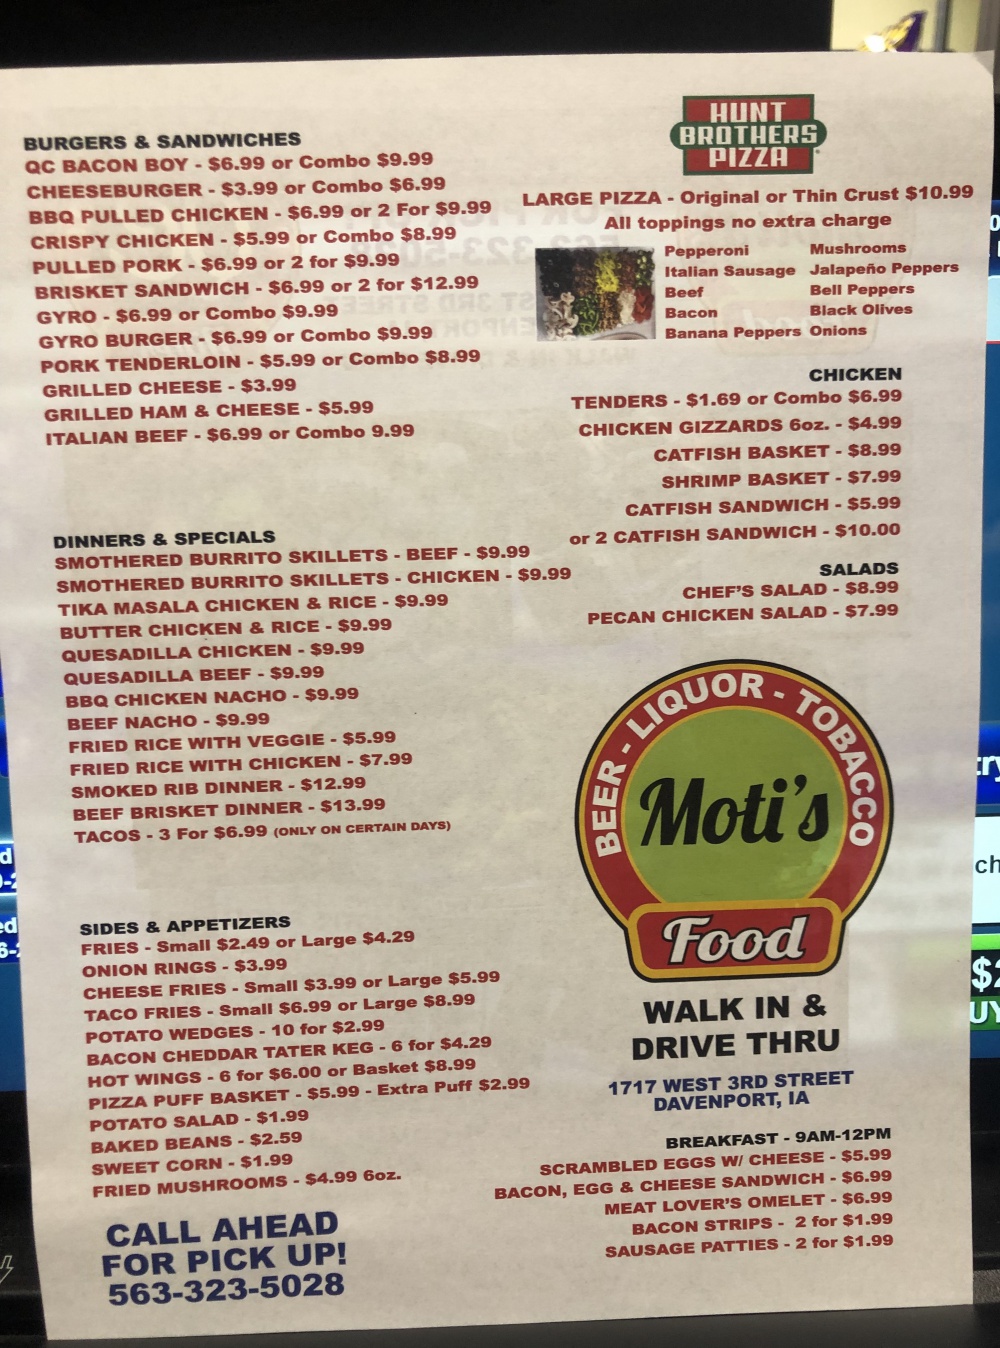 BURGERS & SANDWICHES
QC BACON BOY - $6.99 or Combo $9.99
CHEESEBURGER - $3.99 or Combo $6.99
BBQ PULLED CHICKEN - $6.99 or 2 For $9.99
CRISPY CHICKEN - $5.99 or Combo $8.99
PULLED PORK - $6.99 or 2 for $9.99
BRISKET SANDWICH - $6.99 or 2 for $12.99
GYRO - $6.99 or Combo $9.99
GYRO BURGER - $6.99 or Combo $9.99
PORK TENDERLOIN - $5.99 or Combo $8.99
GRILLED CHEESE - $3.99
GRILLED HAM & CHEESE - $5.99
ITALIAN BEEF - $6.99 or Combo 9.99
DINNERS & SPECIALS
SMOTHERED BURRITO SKILLETS - BEEF - $9.99
SMOTHERED BURRITO SKILLETS - CHICKEN - $9.99
TIKA MASALA CHICKEN & RICE - $9.99
BUTTER CHICKEN & RICE - $9.99
QUESADILLA CHICKEN - $9.99
QUESADILLA BEEF - $9.99
BBQ CHICKEN NACHO - $9.99
BEEF NACHO - $9.99
FRIED RICE WITH VEGGIE - $5.99
FRIED RICE WITH CHICKEN - $7.99
SMOKED RIB DINNER - $12.99
BEEF BRISKET DINNER - $13.99
TACOS - 3 For $6.99 (ONLY ON CERTAIN DAYS)
SIDES & APPETIZERS
FRIES - Small $2.49 or Large $4.29
ONION RINGS - $3.99
CHEESE FRIES - Small $3.99 or Large $5.99
TACO FRIES - Small $6.99 or Large $8.99
POTATO WEDGES - 10 for $2.99
BACON CHEDDAR TATER KEG - 6 for $4.29
HOT WINGS - 6 for $6.00 or Basket $8.99
PIZZA PUFF BASKET - $5.99 - Extra Puff $2.99
POTATO SALAD - $1.99
BAKED BEANS - $2.59
SWEET CORN - $1.99
FRIED MUSHROOMS - $4.99 6oz.
CALL AHEAD
FOR PICK UP!
563-323-5028
HUNT
BROTHERS
PIZZA
LARGE PIZZA - Original or Thin Crust $10.99
All toppings no extra charge
Pepperoni Mushrooms
Italian Sausage Jalapeño Peppers
Beef Bell Peppers
Bacon Black Olives
Banana Peppers Onions
CHICKEN
TENDERS - $1.69 or Combo $6.99
CHICKEN GIZZARDS 6oz. - $4.99
CATFISH BASKET - $8.99
SHRIMP BASKET - $7.99
CATFISH SANDWICH - $5.99
or 2 CATFISH SANDWICH - $10.00
SALADS
CHEF'S SALAD - $8.99
PECAN CHICKEN SALAD - $7.99
BEER - LIQUOR - TOBACCO
Moti's
Food
WALK IN &
DRIVE THRU
1717 WEST 3RD STREET
DAVENPORT, IA
BREAKFAST - 9AM-12PM
SCRAMBLED EGGS W/ CHEESE - $5.99
BACON, EGG & CHEESE SANDWICH - $6.99
MEAT LOVER'S OMELET - $6.99
BACON STRIPS - 2 for $1.99
SAUSAGE PATTIES - 2 for $1.99